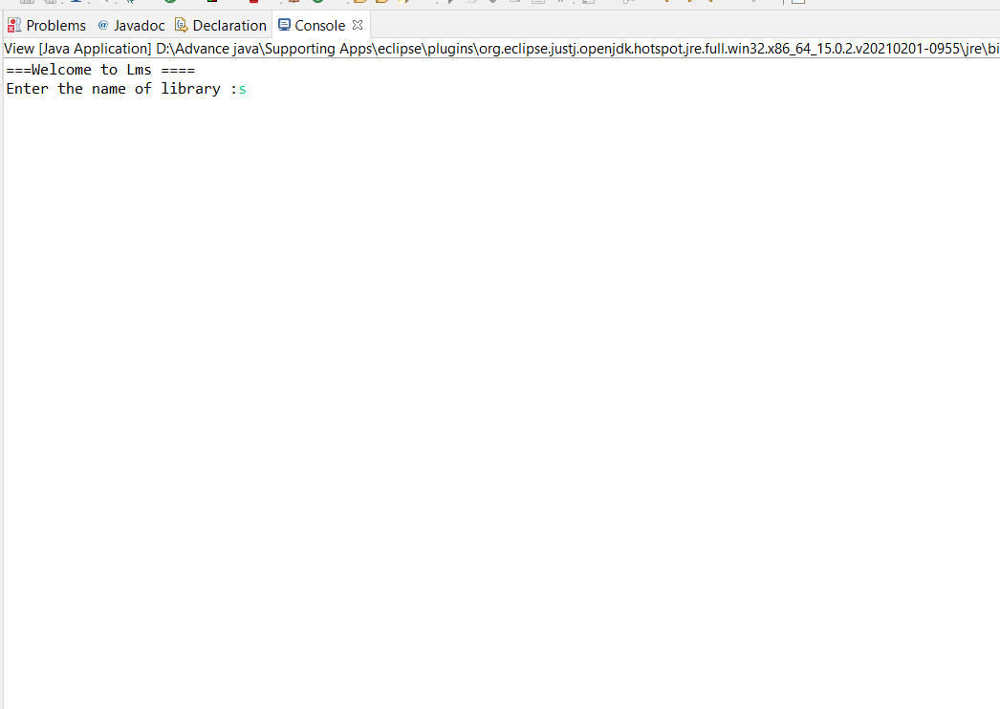 Problems @ Javadoc Declaration Console
View [Java Application] D:\Advance java\Supporting Apps\eclipse\plugins\org.eclipse.justj.openjdk.hotspot.jre.full.win32.x86_64_15.0.2.v20210201-0955\jre\bi
===Welcome to Lms ====
Enter the name of library :s